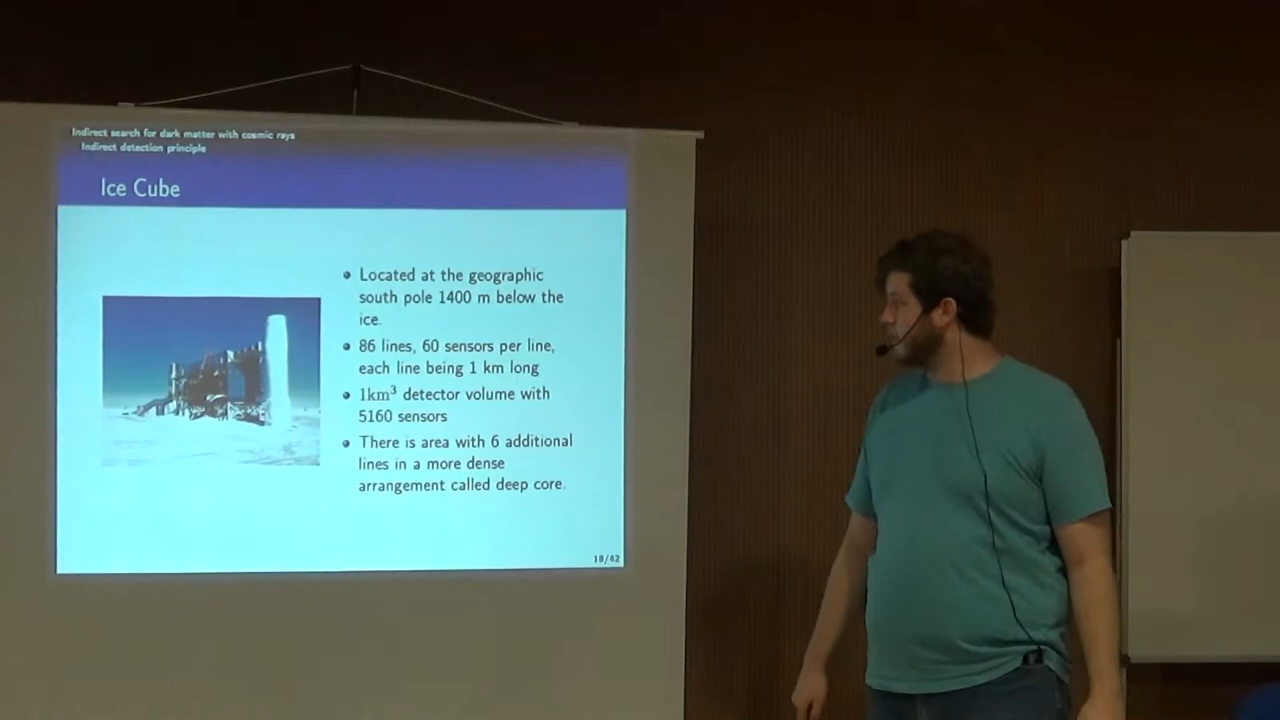 Indirect search for dark matter with cosmic rays
Indirect detection principle
Ice Cube
• Located at the geographic
south pole 1400 m below the
ice.
• 86 lines, 60 sensors per line,
each line being 1 km long
• 1km³ detector volume with
5160 sensors
• There is area with 6 additional
lines in a more dense
arrangement called deep core.
18/42